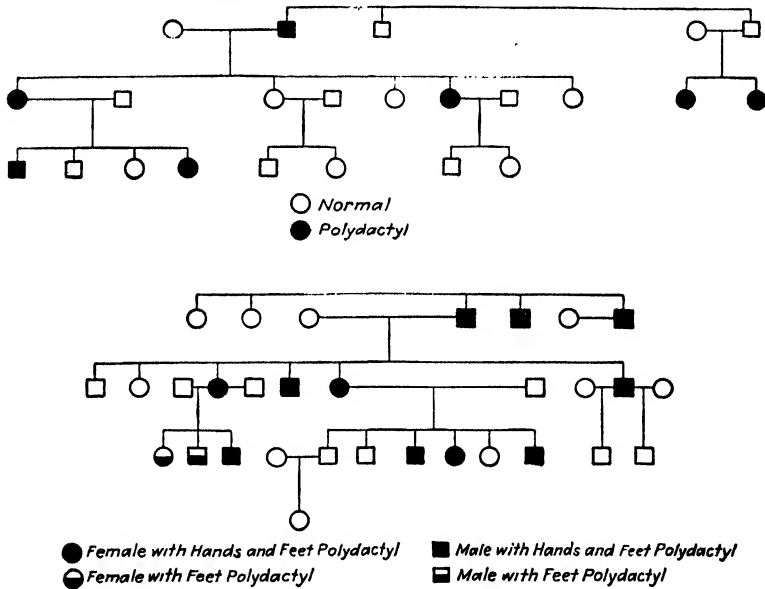 Normal
Polydactyl
Female with Hands and Feet Polydactyl
Male with Hands and Feet Polydactyl
Female with Feet Polydactyl
Male with Feet Polydactyl